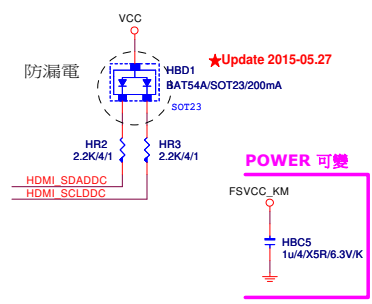 VCC
★Update 2015-05.27
防漏電
HBD1
BAT54A/SOT23/200mA
SOT23
HR2
2.2K/4/1
HR3
2.2K/4/1
HDMI_SDADDC
HDMI_SCLDDC
POWER 可變
FSVCC_KM
HBC5
1u/4/X5R/6.3V/K